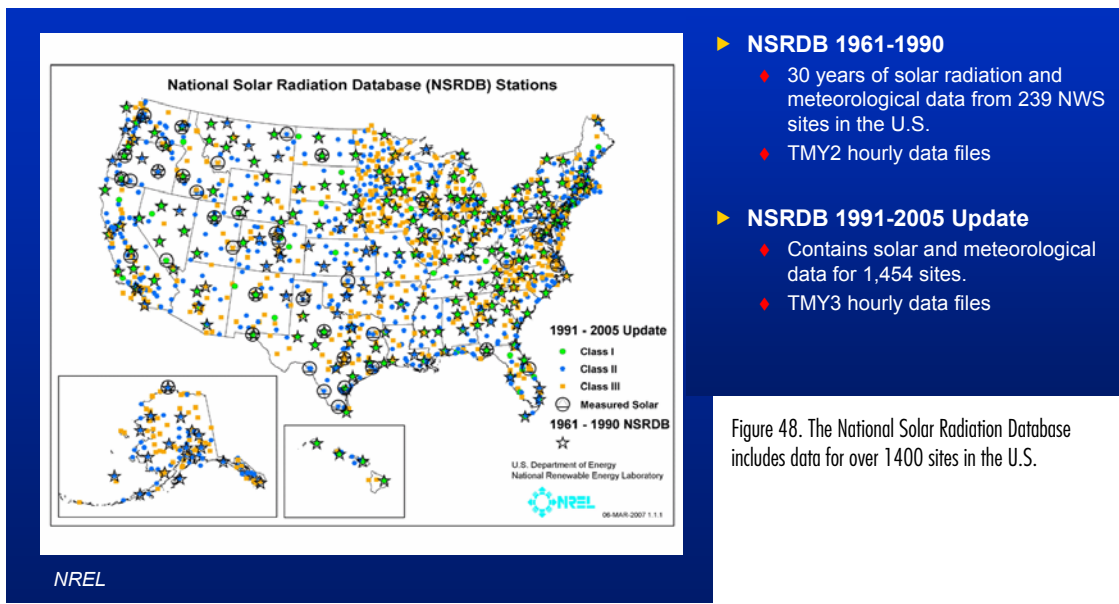 National Solar Radiation Database (NSRDB) Stations
1991 - 2005 Update
Class I
Class II
Class III
Measured Solar
1961 - 1990 NSRDB
U.S. Department of Energy
National Renewable Energy Laboratory
NREL
06-MAR-2007 1.1.1
NREL
NSRDB 1961-1990
30 years of solar radiation and
meteorological data from 239 NWS
sites in the U.S.
TMY2 hourly data files
NSRDB 1991-2005 Update
Contains solar and meteorological
data for 1,454 sites.
TMY3 hourly data files
Figure 48. The National Solar Radiation Database
includes data for over 1400 sites in the U.S.